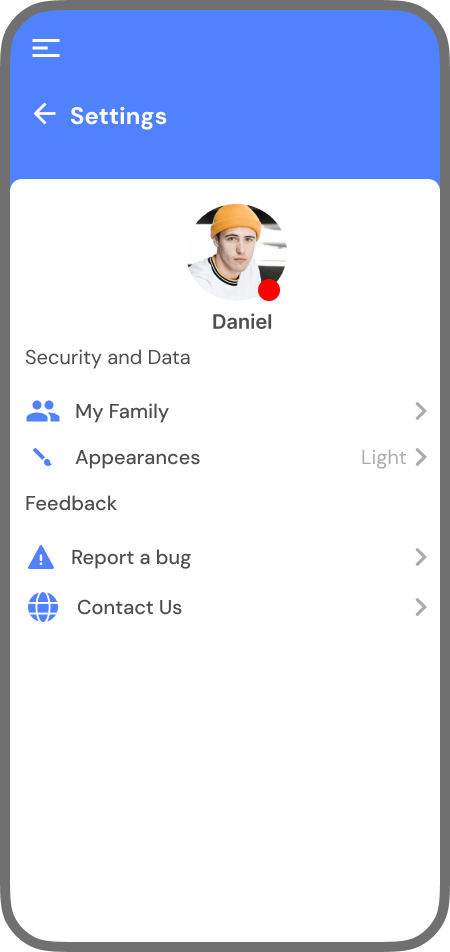 Settings
Daniel
Security and Data
My Family
Appearances Light
Feedback
Report a bug
Contact Us